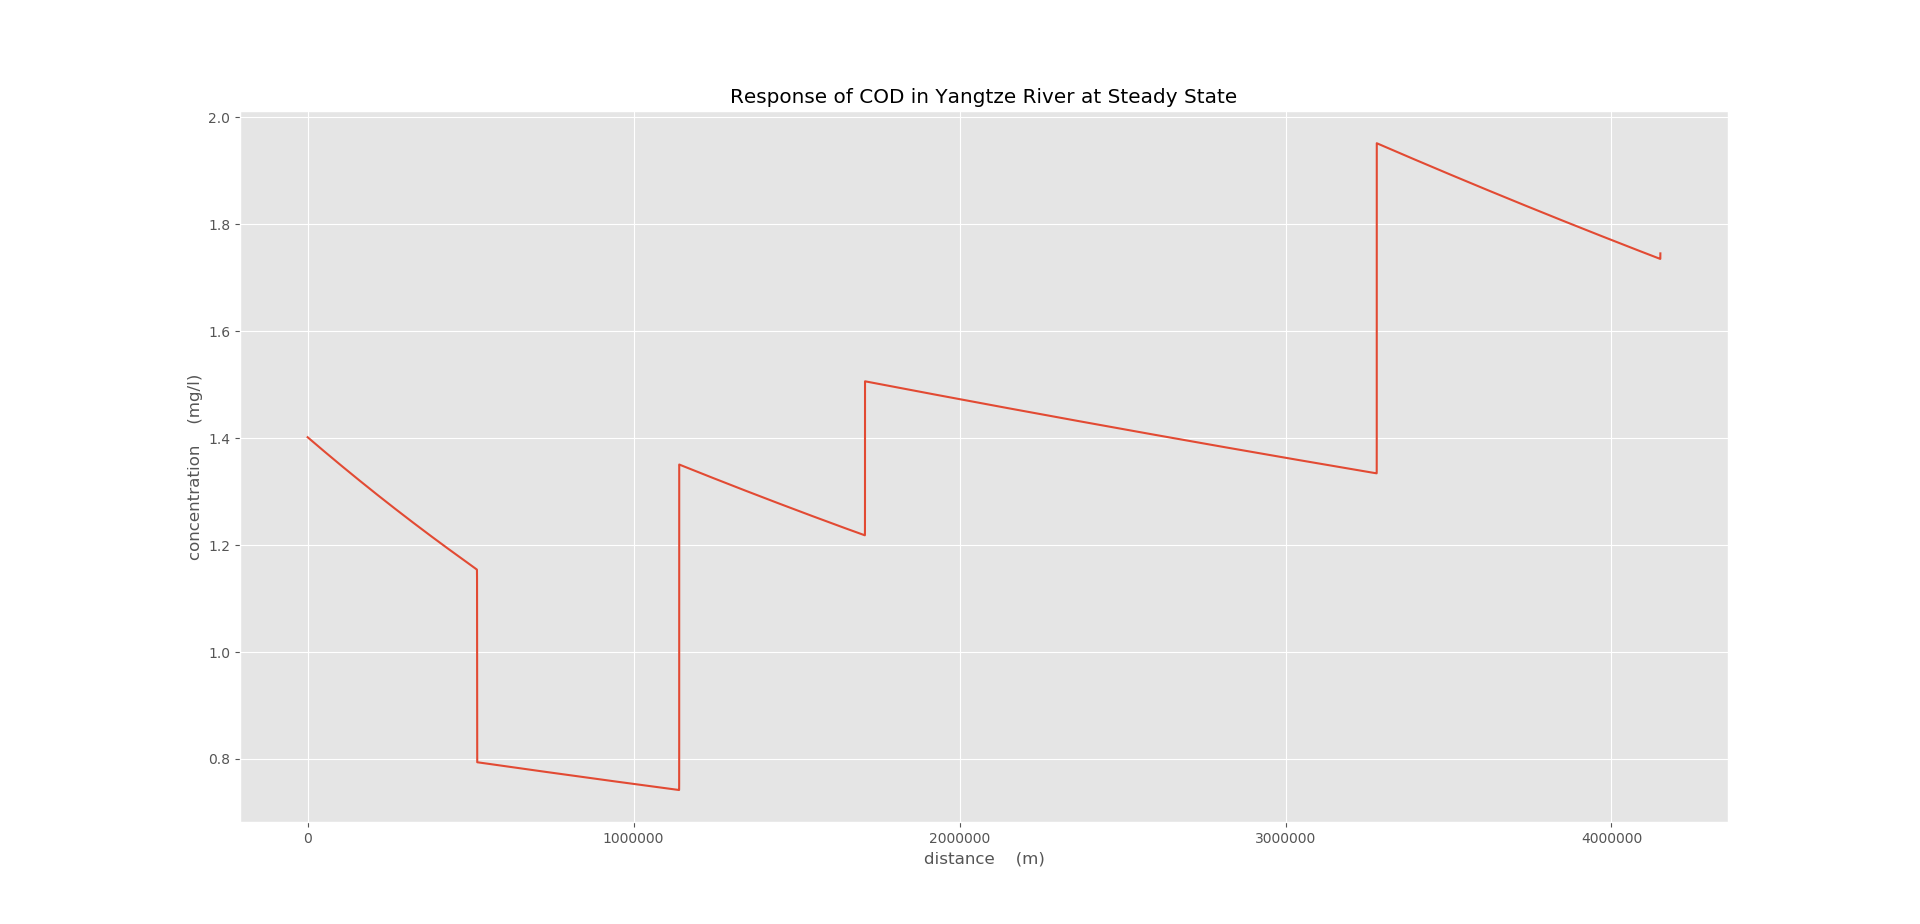 Response of COD in Yangtze River at Steady State
2.0
1.8
1.6
1.4
1.2
1.0
0.8
concentration (mg/l)
0 1000000 2000000 3000000 4000000
distance (m)